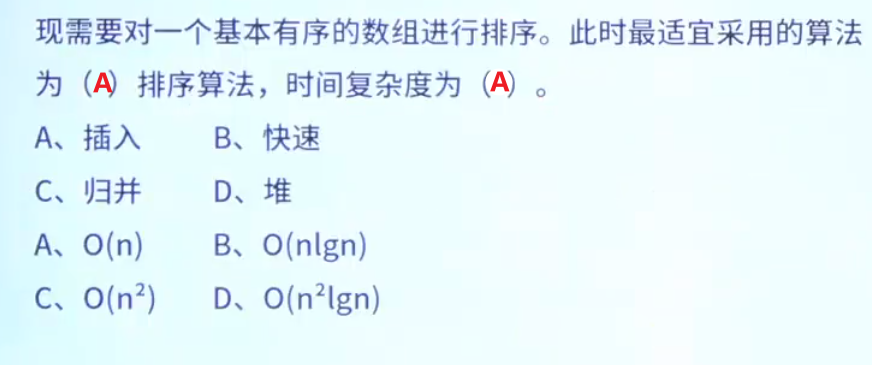 现需要对一个基本有序的数组进行排序。此时最适宜采用的算法
为（A）排序算法，时间复杂度为（A）。
A、插入 B、快速
C、归并 D、堆
A、O(n) B、O(nlgn)
C、O(n²) D、O(n²lgn)